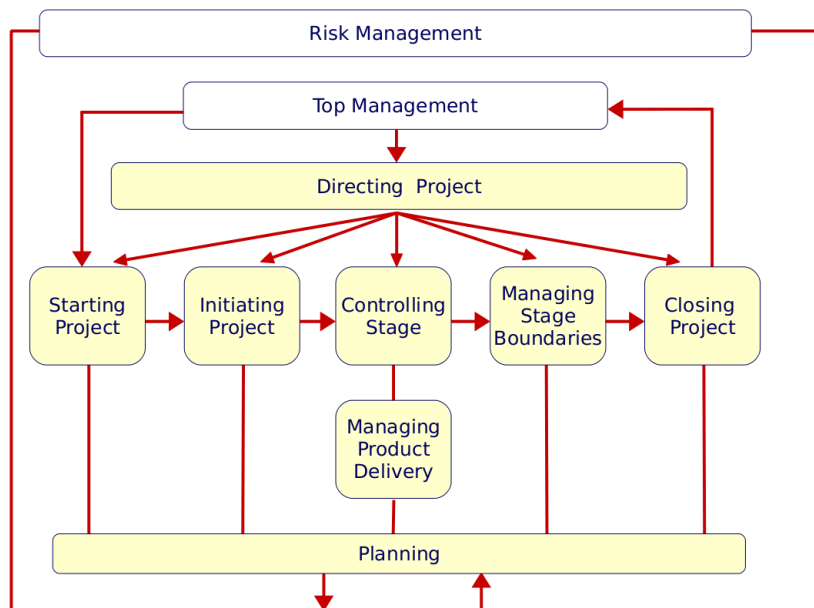 Risk Management
Top Management
Directing Project
Starting
Project
Initiating
Project
Controlling
Stage
Managing
Stage
Boundaries
Closing
Project
Managing
Product
Delivery
Planning